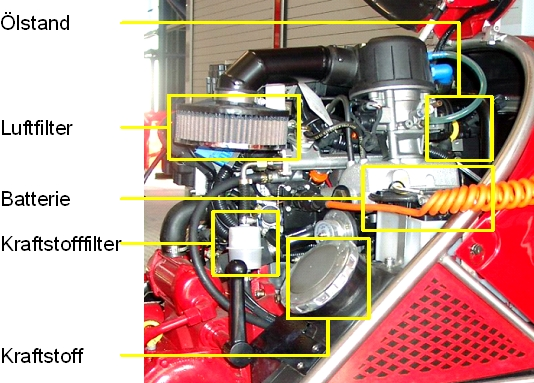 Ölstand
Luftfilter
Batterie
Kraftstofffilter
Kraftstoff